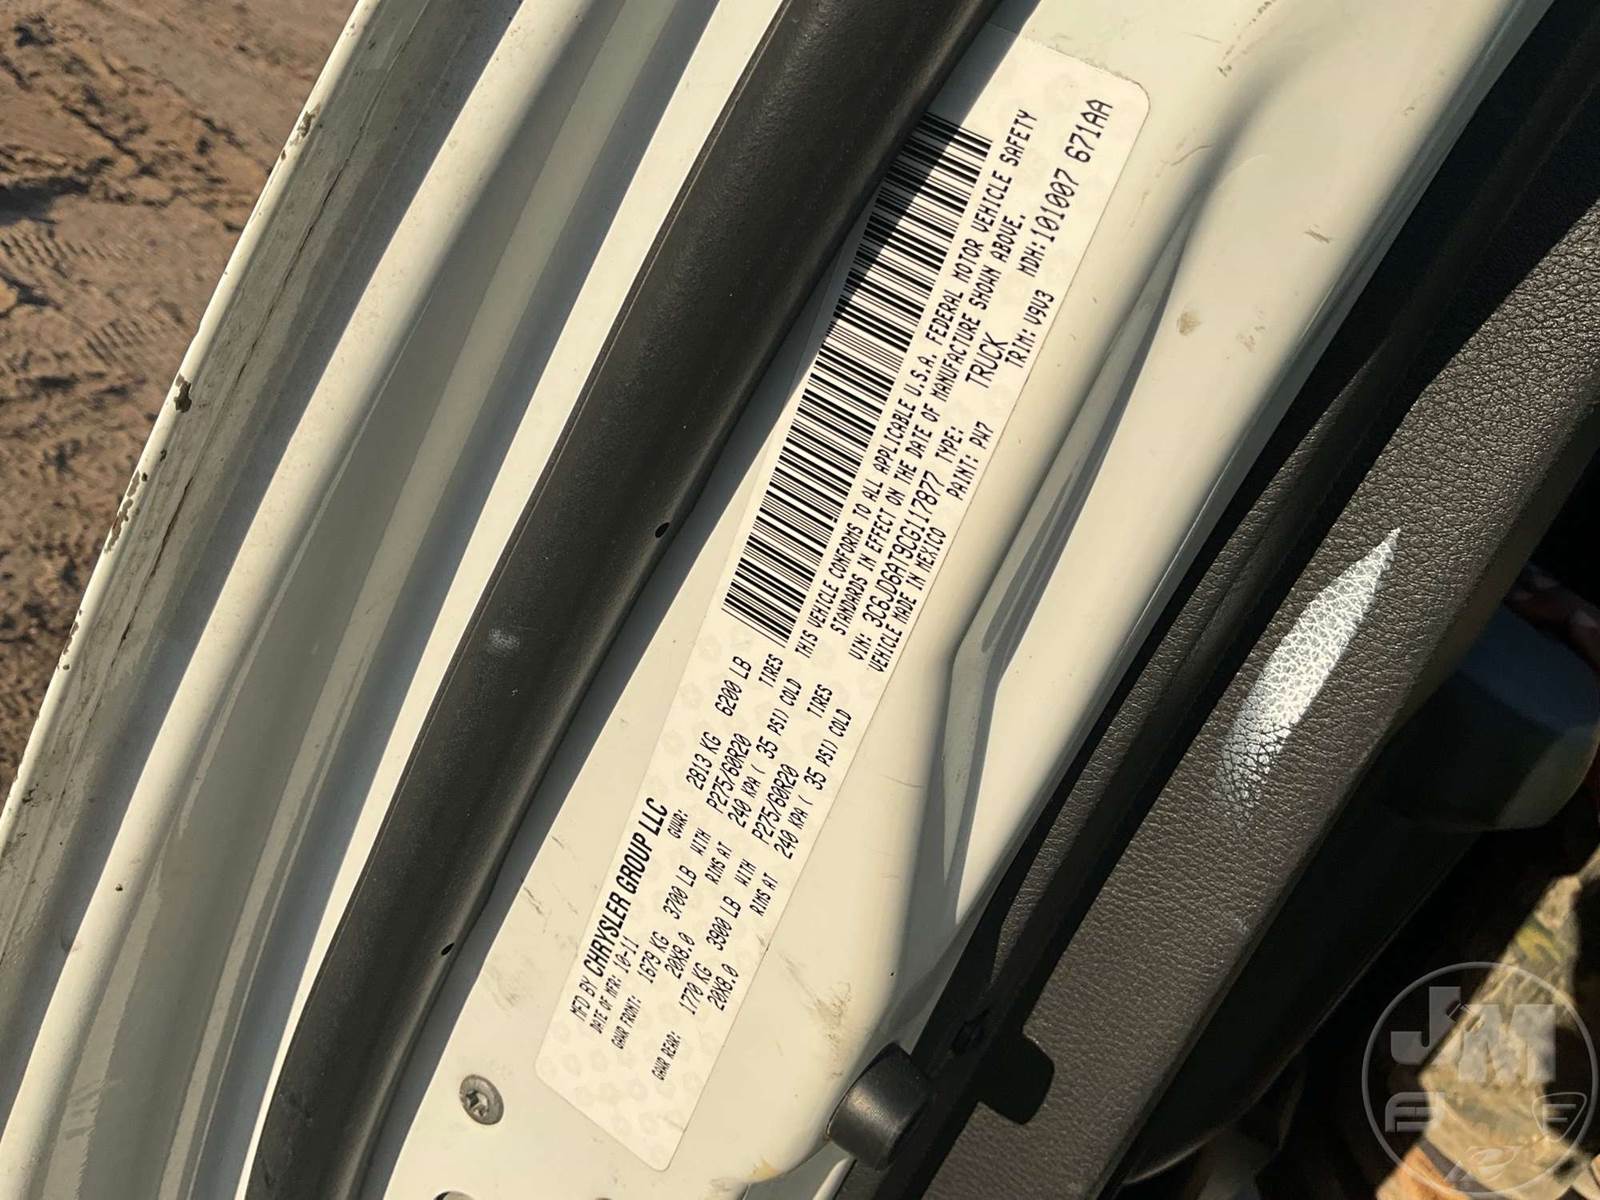 MFD BY CHRYSLER GROUP LLC
DATE OF MFR: 10-11 GVWR: 2813 KG 6200 LB
GAWR FRONT: 1679 KG 3700 LB WITH P275/60R20 TIRES
20X8.0 RIMS AT 240 KPA ( 35 PSI) COLD
GAWR REAR: 1770 KG 3900 LB WITH P275/60R20 TIRES
20X8.0 RIMS AT 240 KPA ( 35 PSI) COLD
THIS VEHICLE CONFORMS TO ALL APPLICABLE U.S.A. FEDERAL MOTOR VEHICLE SAFETY
STANDARDS IN EFFECT ON THE DATE OF MANUFACTURE SHOWN ABOVE.
VIN: 3C6JD6AT9CG117877 TYPE: TRUCK MDH:101007 671AA
VEHICLE MADE IN MEXICO PAINT: PW7 TRIM: V9V3
JM